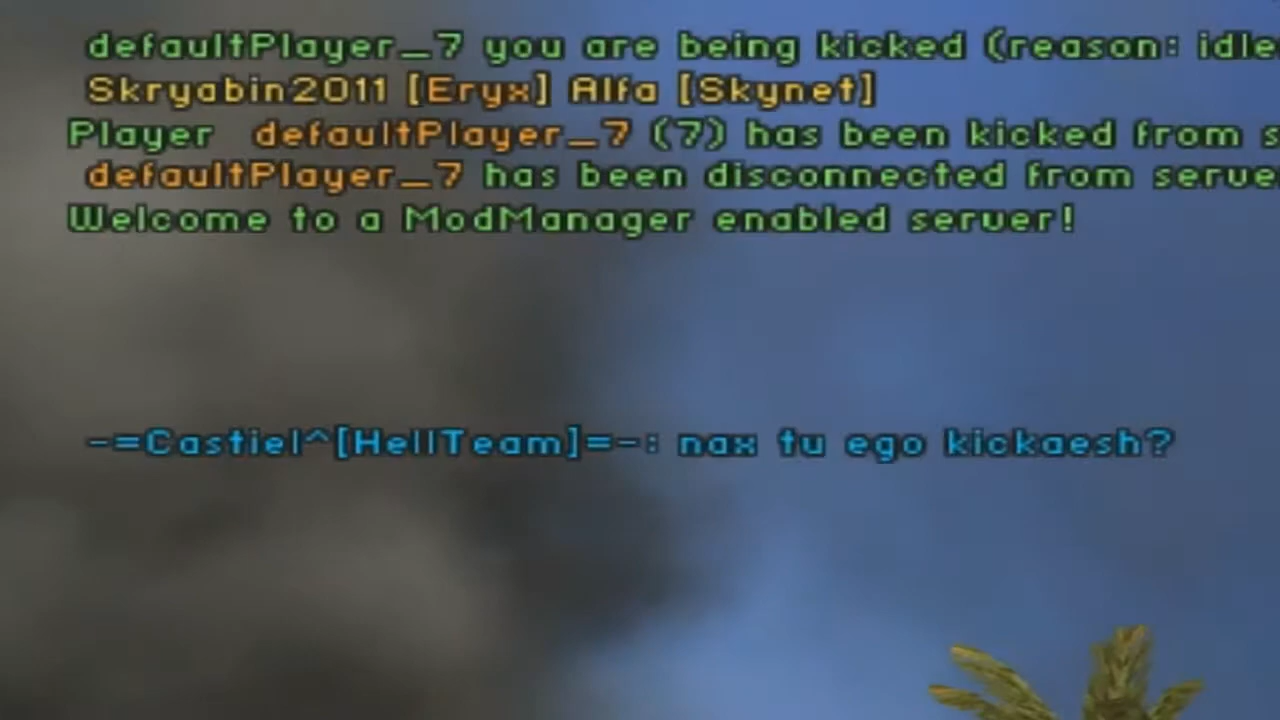 defaultPlayer_7 you are being kicked (reason: idle
Skryabin2011 [Eryx] Alfa [Skynet]
Player defaultPlayer_7 (7) has been kicked from s
defaultPlayer_7 has been disconnected from serve
Welcome to a ModManager enabled server!
-=Castiel^[HellTeam]=-: nax tu ego kickaesh?